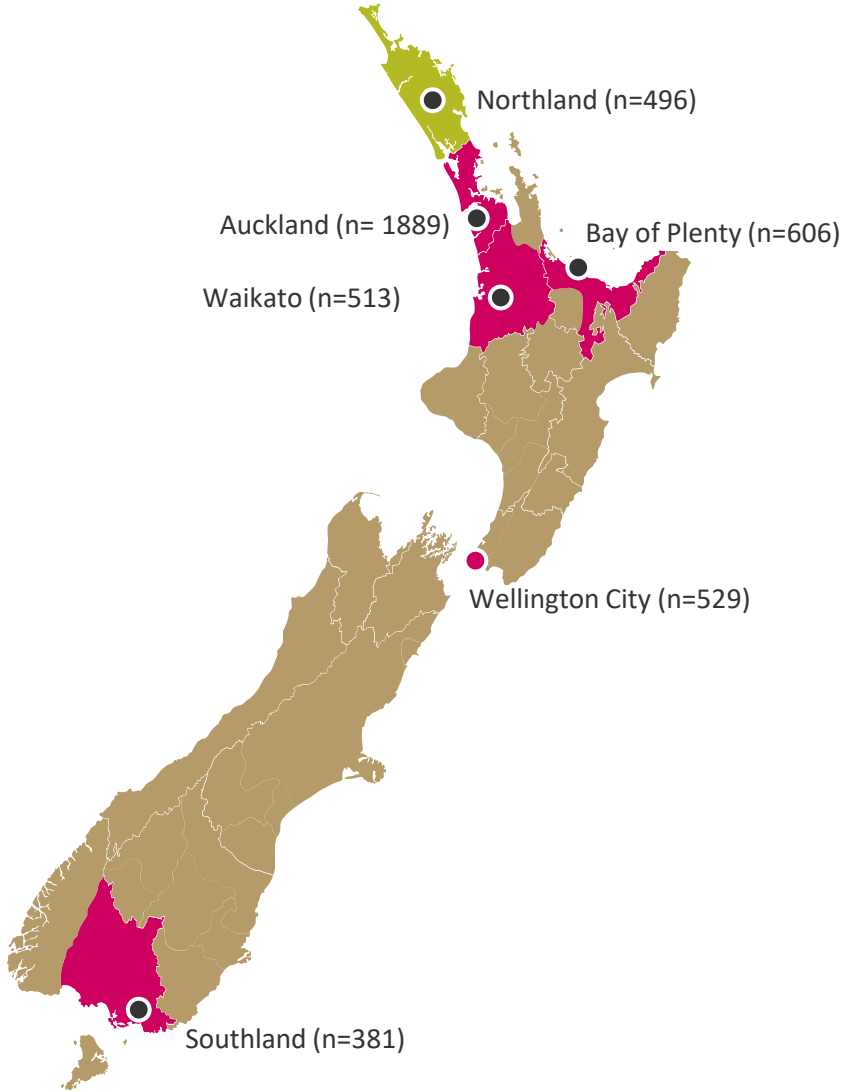 Northland (n=496)
Auckland (n= 1889)
Bay of Plenty (n=606)
Waikato (n=513)
Wellington City (n=529)
Southland (n=381)